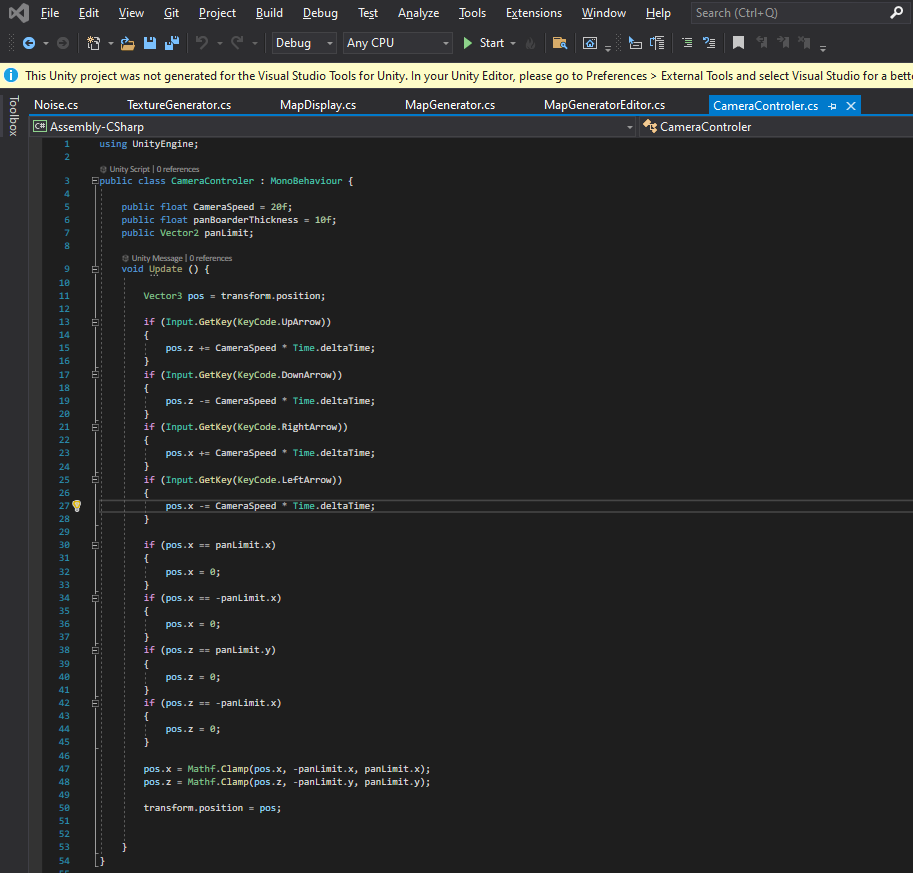 File Edit View Git Project Build Debug Test Analyze Tools Extensions Window Help Search (Ctrl+Q)
Debug Any CPU Start
This Unity project was not generated for the Visual Studio Tools for Unity. In your Unity Editor, please go to Preferences > External Tools and select Visual Studio for a bett
Toolbox
Noise.cs TextureGenerator.cs MapDisplay.cs MapGenerator.cs MapGeneratorEditor.cs CameraControler.cs
C# Assembly-CSharp CameraControler
1 using UnityEngine;
2
Unity Script | 0 references
3 public class CameraControler : MonoBehaviour {
4
5 public float CameraSpeed = 20f;
6 public float panBoarderThickness = 10f;
7 public Vector2 panLimit;
8
Unity Message | 0 references
9 void Update () {
10
11 Vector3 pos = transform.position;
12
13 if (Input.GetKey(KeyCode.UpArrow))
14 {
15 pos.z += CameraSpeed * Time.deltaTime;
16 }
17 if (Input.GetKey(KeyCode.DownArrow))
18 {
19 pos.z -= CameraSpeed * Time.deltaTime;
20 }
21 if (Input.GetKey(KeyCode.RightArrow))
22 {
23 pos.x += CameraSpeed * Time.deltaTime;
24 }
25 if (Input.GetKey(KeyCode.LeftArrow))
26 {
27 pos.x -= CameraSpeed * Time.deltaTime;
28 }
29
30 if (pos.x == panLimit.x)
31 {
32 pos.x = 0;
33 }
34 if (pos.x == -panLimit.x)
35 {
36 pos.x = 0;
37 }
38 if (pos.z == panLimit.y)
39 {
40 pos.z = 0;
41 }
42 if (pos.z == -panLimit.x)
43 {
44 pos.z = 0;
45 }
46
47 pos.x = Mathf.Clamp(pos.x, -panLimit.x, panLimit.x);
48 pos.z = Mathf.Clamp(pos.z, -panLimit.y, panLimit.y);
49
50 transform.position = pos;
51
52
53 }
54 }